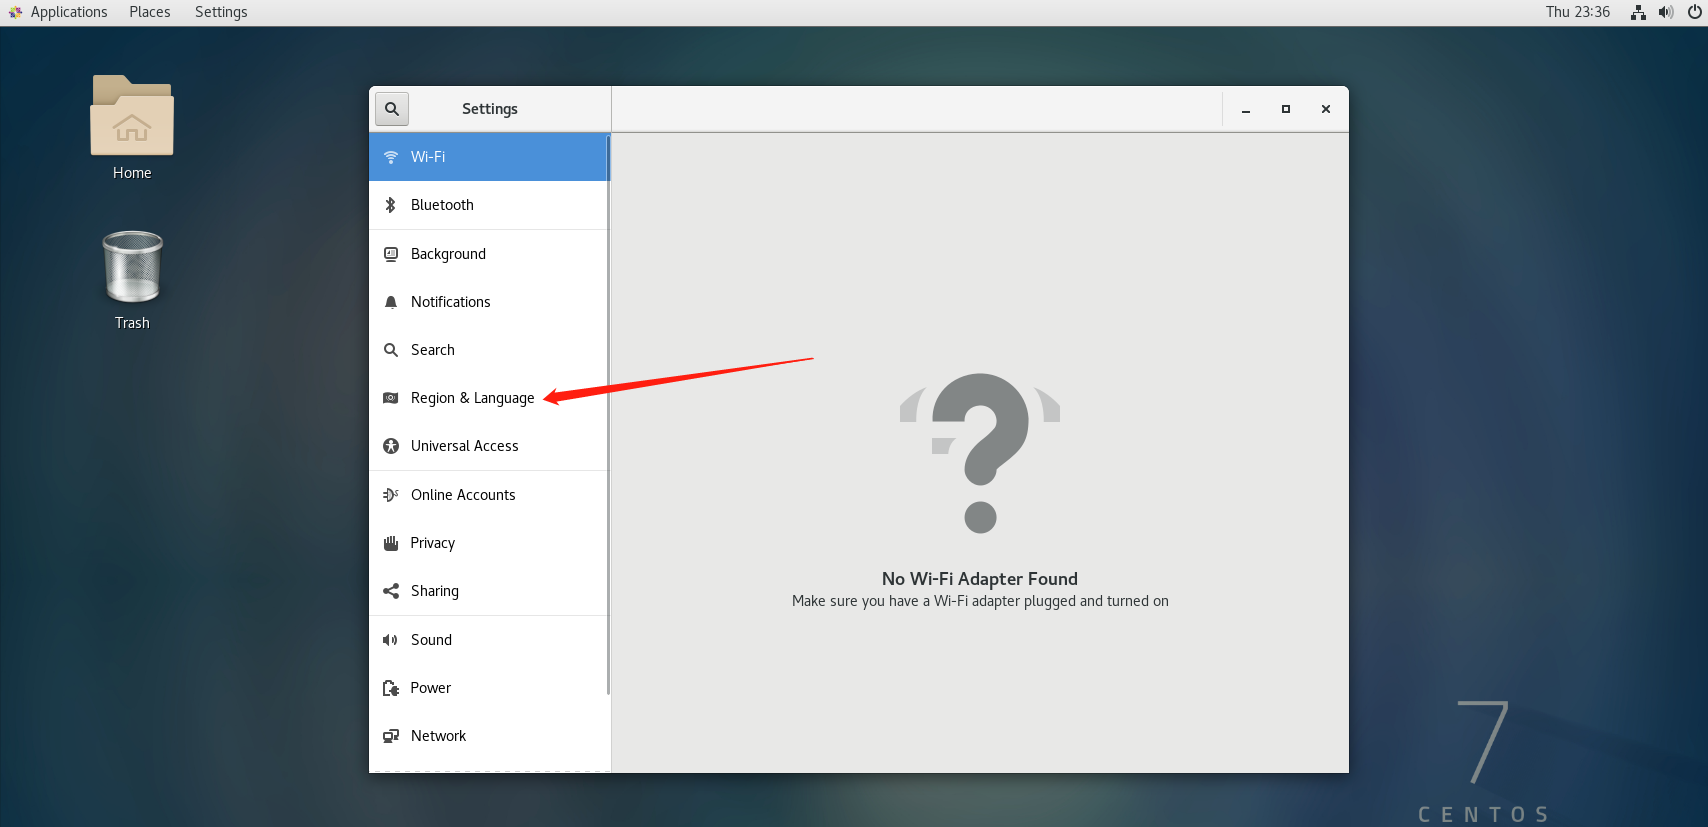 Applications Places Settings
Thu 23:36
Home
Trash
Settings
Wi-Fi
Bluetooth
Background
Notifications
Search
Region & Language
Universal Access
Online Accounts
Privacy
Sharing
Sound
Power
Network
No Wi-Fi Adapter Found
Make sure you have a Wi-Fi adapter plugged and turned on
7
CENTOS